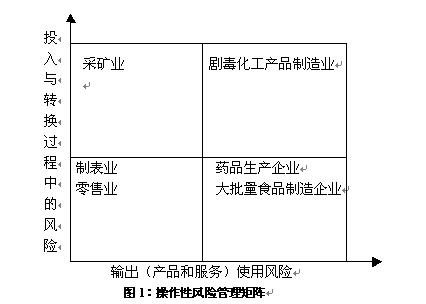 投入与转换过程中的风险
采矿业
剧毒化工产品制造业
制表业
零售业
药品生产企业
大批量食品制造企业
输出（产品和服务）使用风险
图1：操作性风险管理矩阵